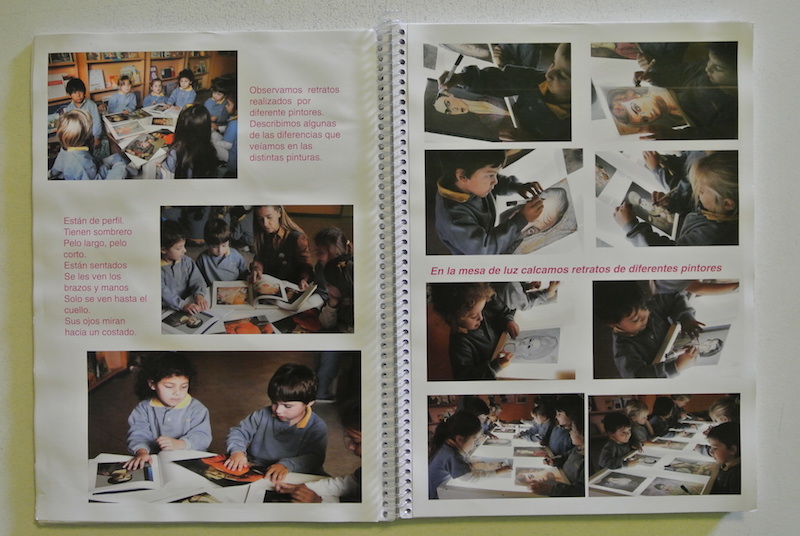 Observamos retratos
realizados por
diferente pintores.
Describimos algunas
de las diferencias que
veíamos en las
distintas pinturas.
Están de perfil.
Tienen sombrero
Pelo largo, pelo
corto.
Están sentados
Se les ven los
brazos y manos
Solo se ven hasta el
cuello.
Sus ojos miran
hacia un costado.
En la mesa de luz calcamos retratos de diferentes pintores